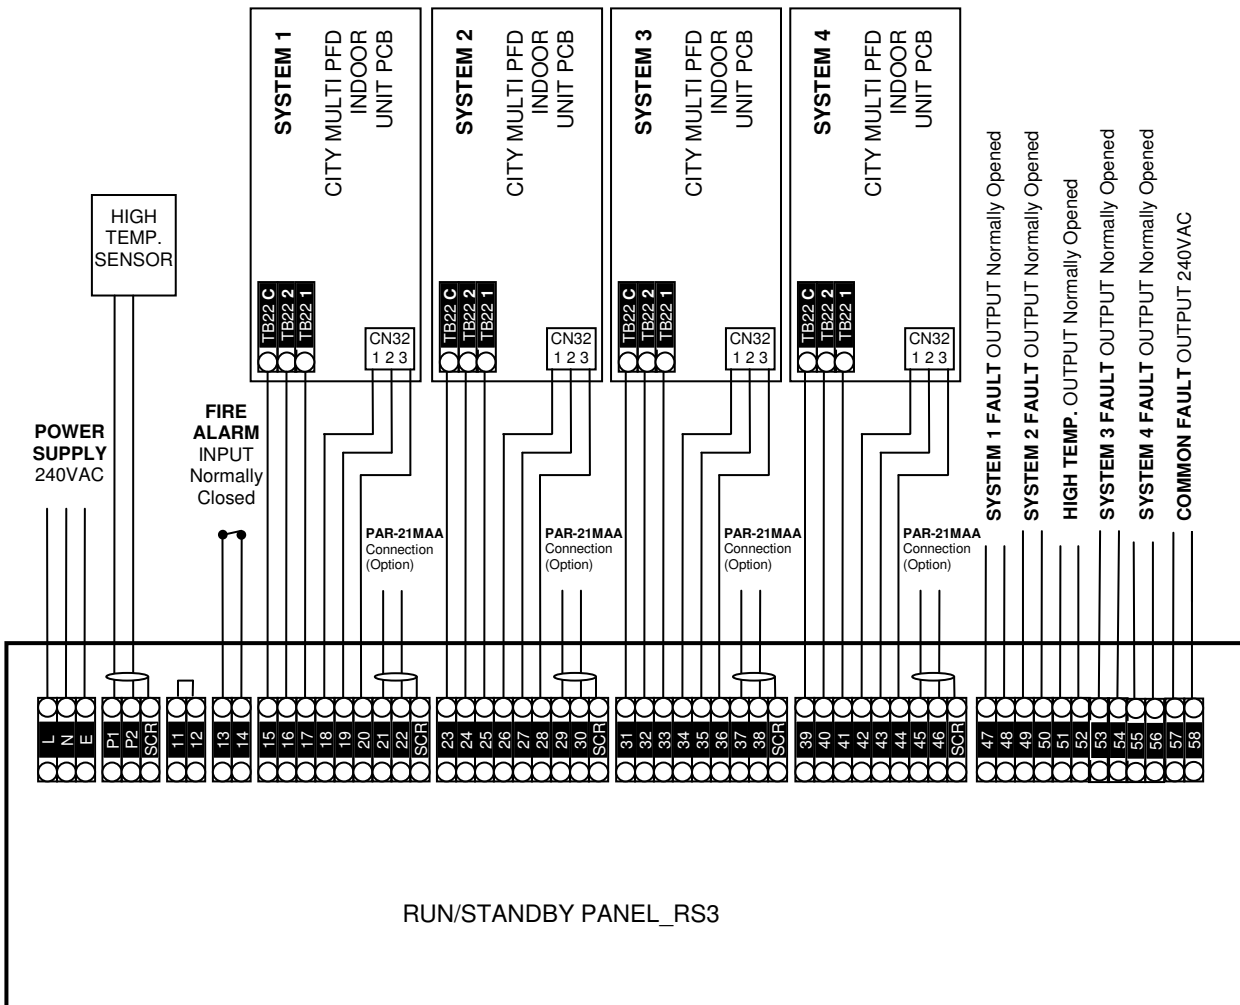 SYSTEM 1
CITY MULTI PFD
INDOOR
UNIT PCB
TB22 C
TB22 2
TB22 1
CN32
1 2 3
SYSTEM 2
CITY MULTI PFD
INDOOR
UNIT PCB
TB22 C
TB22 2
TB22 1
CN32
1 2 3
SYSTEM 3
CITY MULTI PFD
INDOOR
UNIT PCB
TB22 C
TB22 2
TB22 1
CN32
1 2 3
SYSTEM 4
CITY MULTI PFD
INDOOR
UNIT PCB
TB22 C
TB22 2
TB22 1
CN32
1 2 3
HIGH
TEMP.
SENSOR
POWER
SUPPLY
240VAC
FIRE
ALARM
INPUT
Normally
Closed
PAR-21MAA
Connection
(Option)
PAR-21MAA
Connection
(Option)
PAR-21MAA
Connection
(Option)
PAR-21MAA
Connection
(Option)
SYSTEM 1 FAULT OUTPUT Normally Opened
SYSTEM 2 FAULT OUTPUT Normally Opened
HIGH TEMP. OUTPUT Normally Opened
SYSTEM 3 FAULT OUTPUT Normally Opened
SYSTEM 4 FAULT OUTPUT Normally Opened
COMMON FAULT OUTPUT 240VAC
L
N
E
P1
P2
SCR
11
12
13
14
15
16
17
18
19
20
21
22
SCR
23
24
25
26
27
28
29
30
SCR
31
32
33
34
35
36
37
38
SCR
39
40
41
42
43
44
45
46
SCR
47
48
49
50
51
52
53
54
55
56
57
58
RUN/STANDBY PANEL_RS3